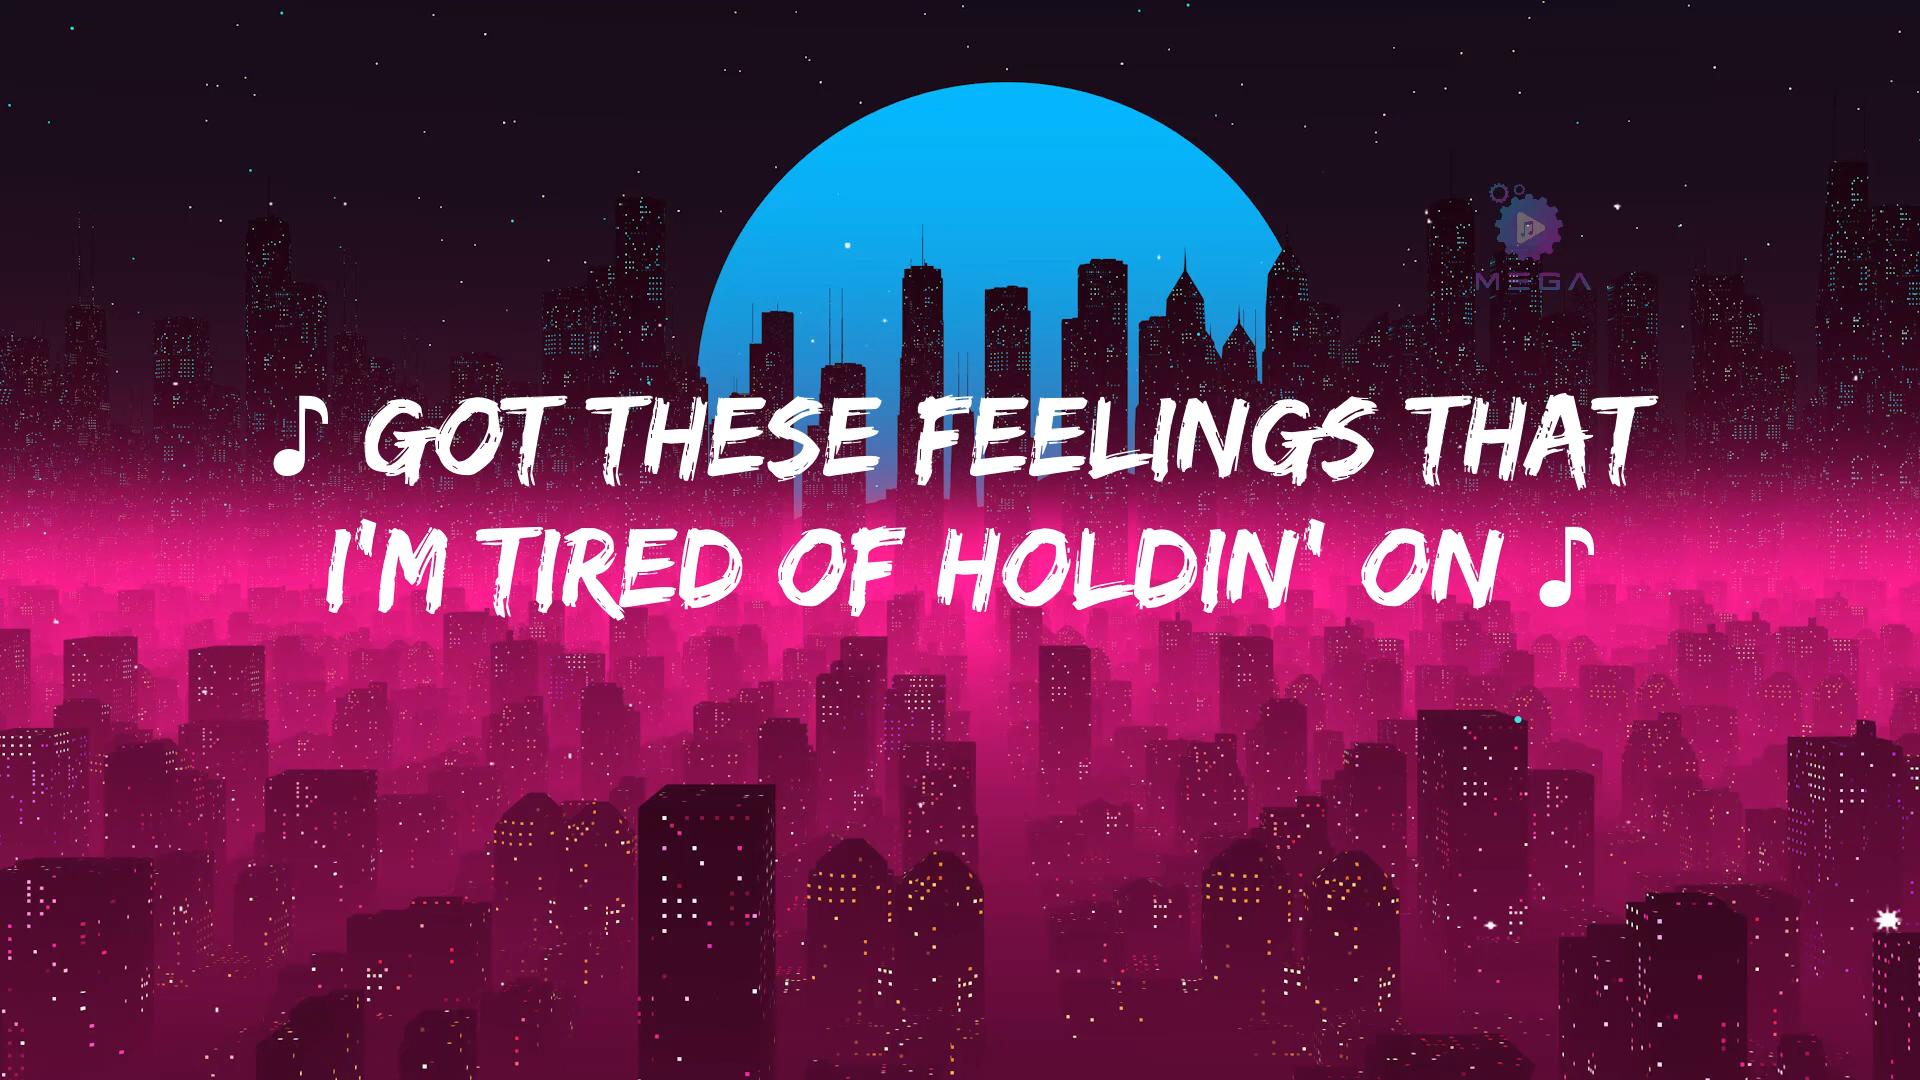 MEGA
♪ GOT THESE FEELINGS THAT
I'M TIRED OF HOLDIN' ON ♪